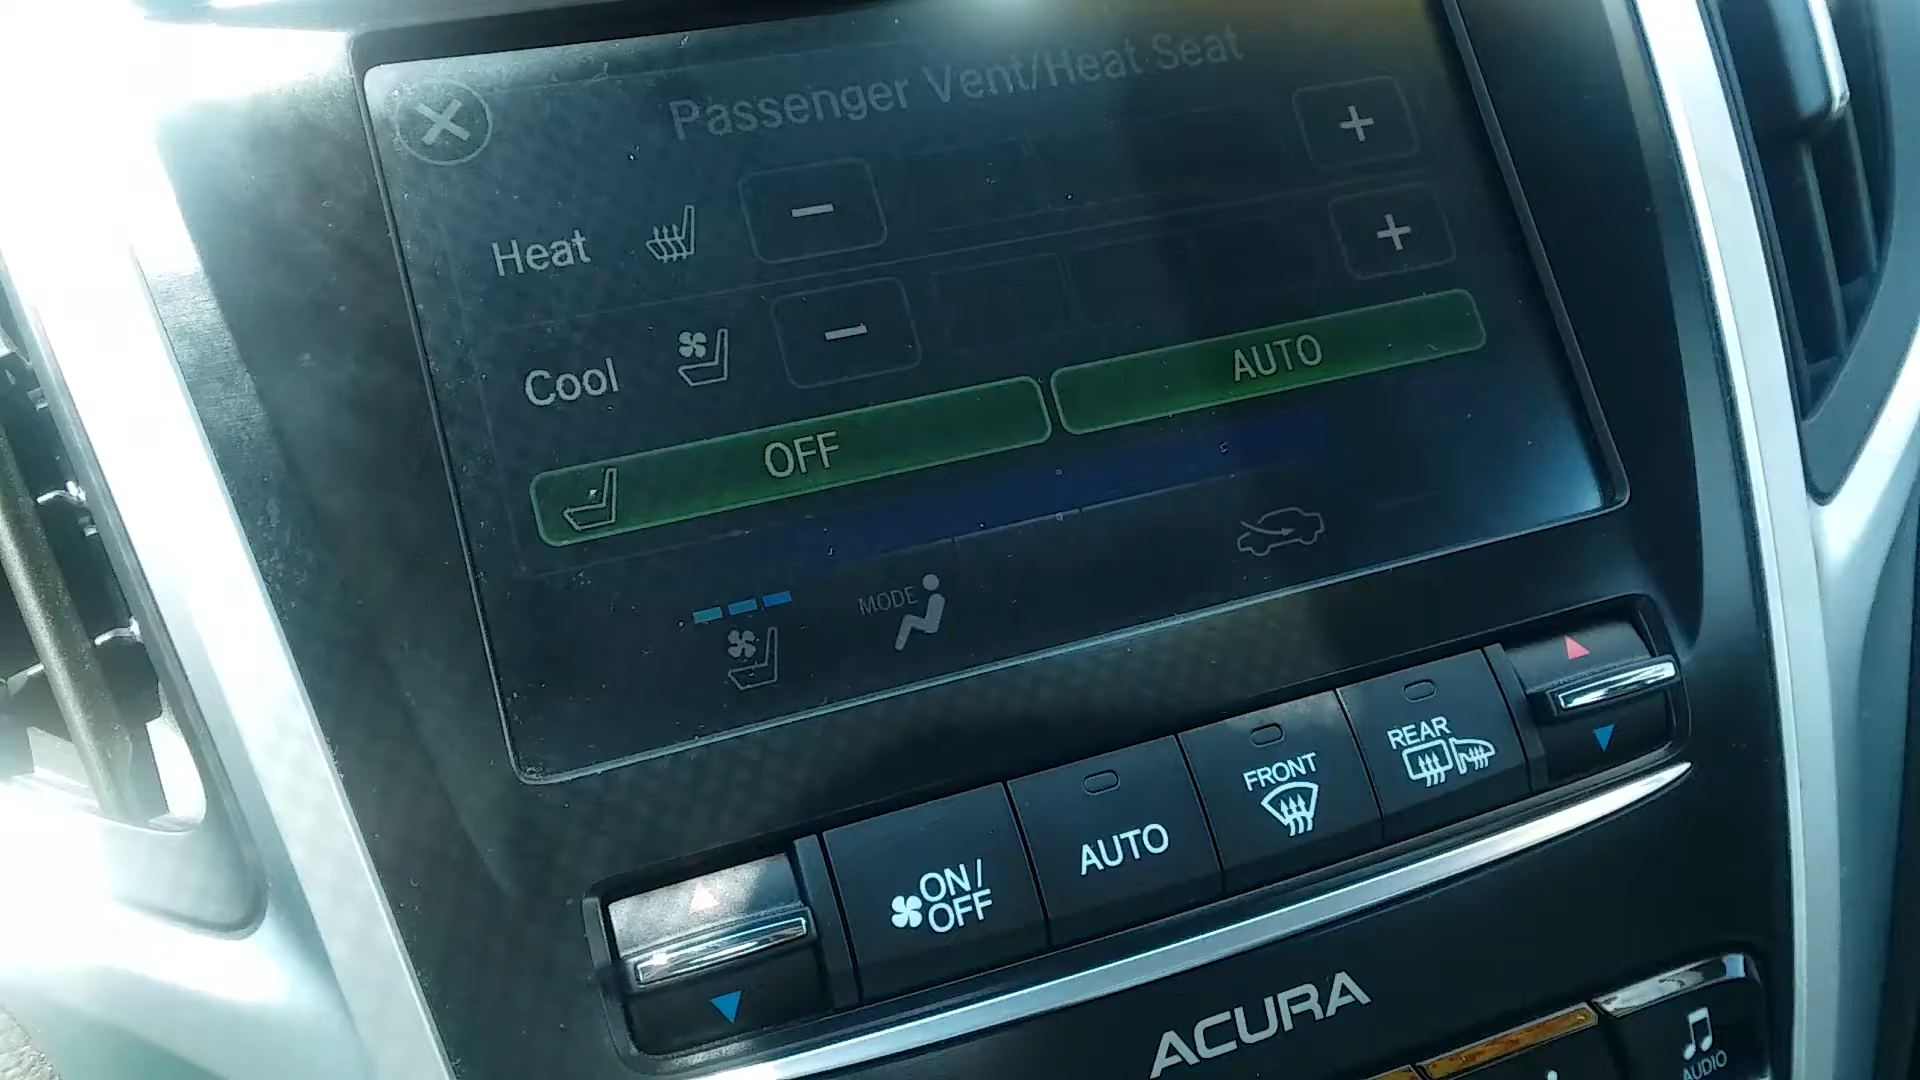 Passenger Vent/Heat Seat
Heat
Cool
OFF
AUTO
MODE
ON/
OFF
AUTO
FRONT
REAR
ACURA
AUDIO